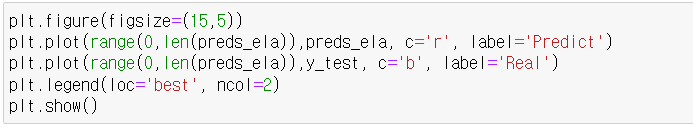 plt.figure(figsize=(15,5))
plt.plot(range(0,len(preds_ela)),preds_ela, c='r', label='Predict')
plt.plot(range(0,len(preds_ela)),y_test, c='b', label='Real')
plt.legend(loc='best', ncol=2)
plt.show()